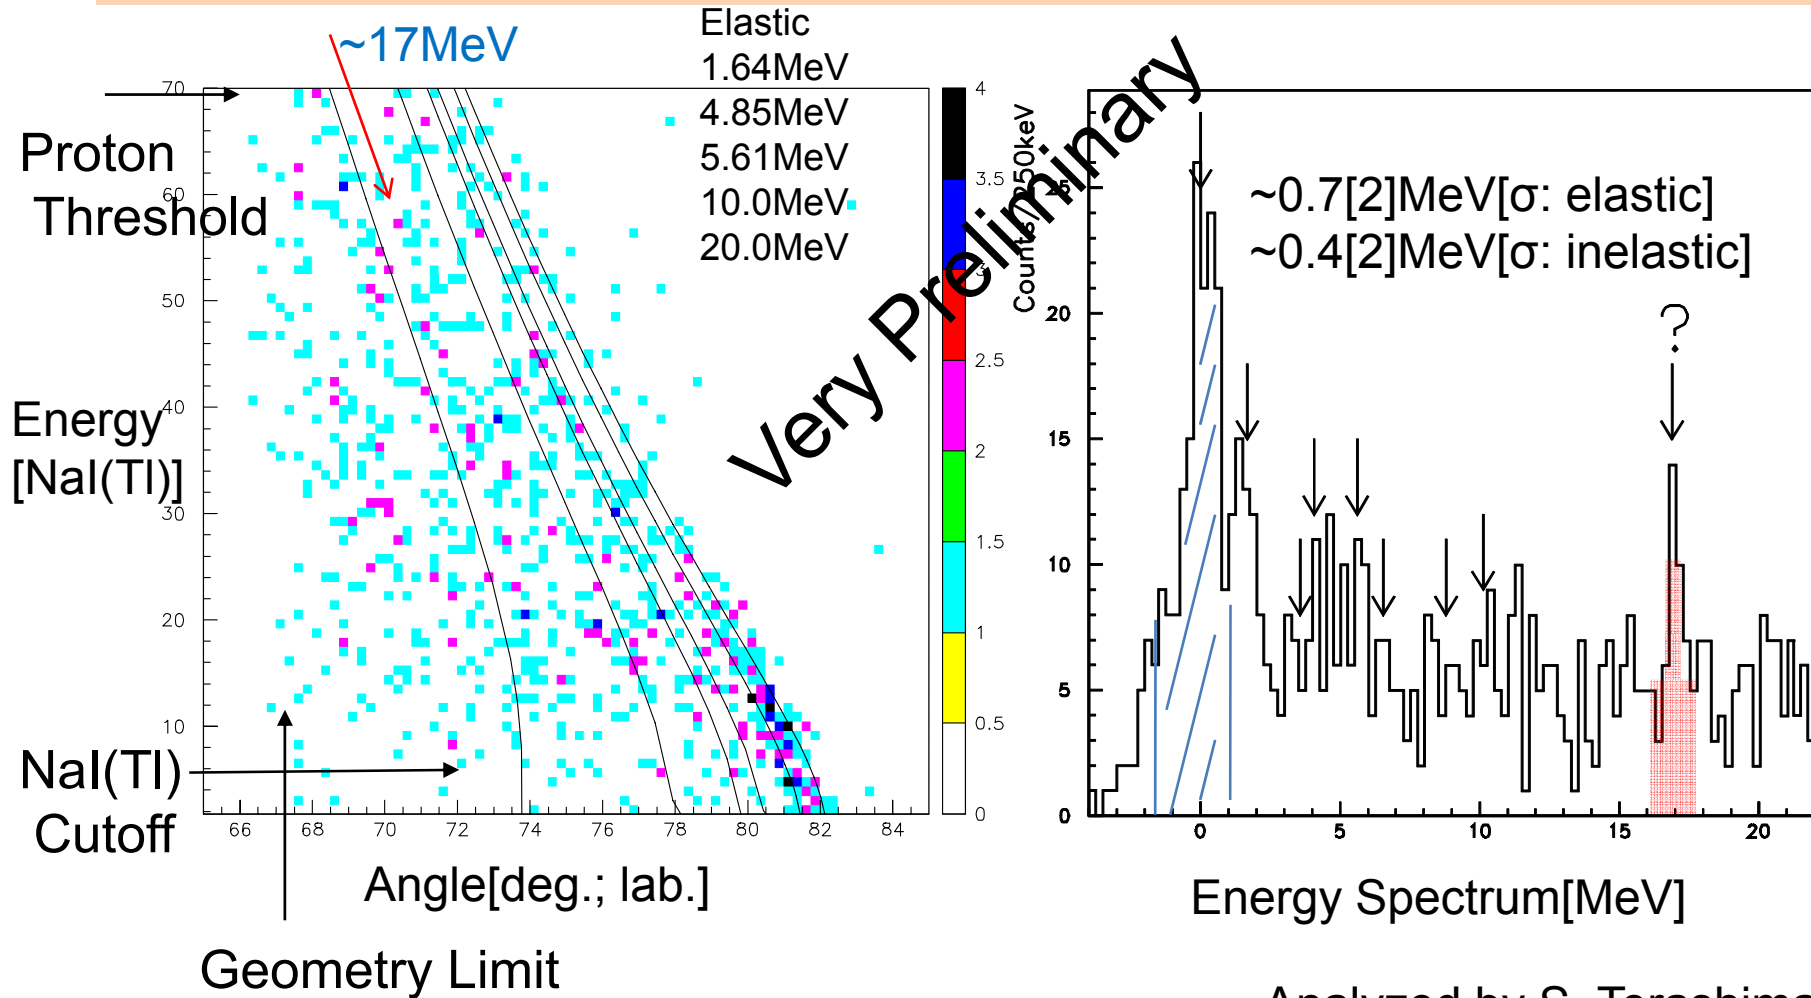 ~17MeV
Elastic
1.64MeV
4.85MeV
5.61MeV
10.0MeV
20.0MeV
Proton
Threshold
Energy
[NaI(Tl)]
NaI(Tl)
Cutoff
70
60
50
40
30
20
10
66 68 70 72 74 76 78 80 82 84
Angle[deg.; lab.]
Geometry Limit
4
3.5
3
2.5
2
1.5
1
0.5
0
Very Preliminary
Counts/250keV
25
20
15
10
5
0
~0.7[2]MeV[σ: elastic]
~0.4[2]MeV[σ: inelastic]
?
0 5 10 15 20
Energy Spectrum[MeV]